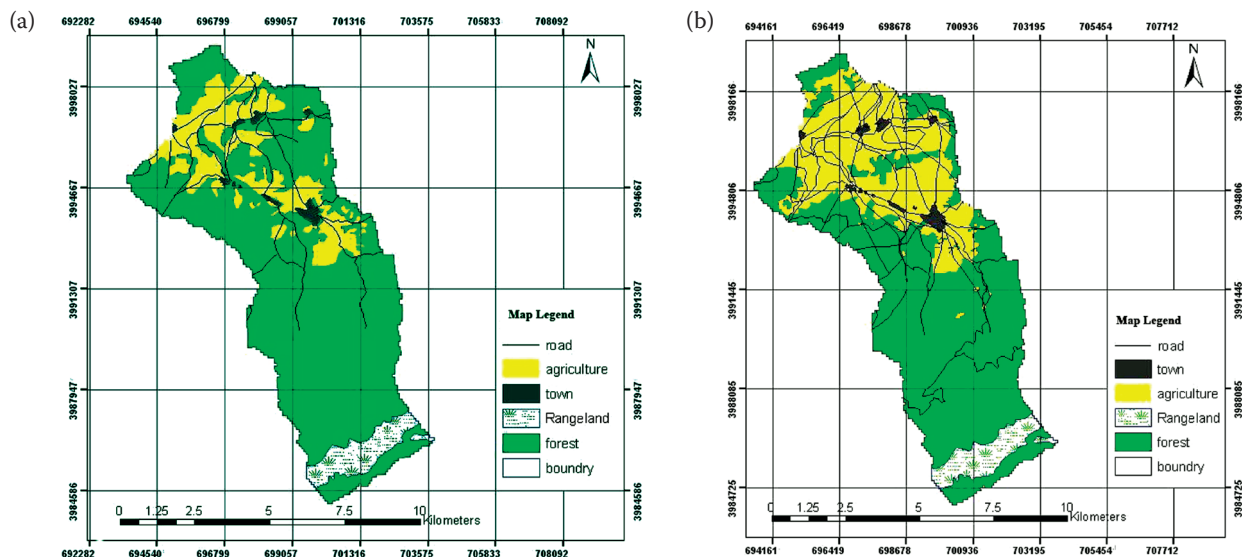 (a)
692282 694540 696799 699057 701316 703575 705833 708092
N
3998027 3998027
3994667 3994667
3991307 3991307
3987947 3987947
3984586 3984586
Map Legend
road
agriculture
town
Rangeland
forest
boundry
0 1.25 2.5 5 7.5 10
Kilometers
692282 694540 696799 699057 701316 703575 705833 708092
(b)
694161 696419 698678 700936 703195 705454 707712
N
3998166 3998166
3994806 3994806
3991445 3991445
3988085 3988085
3984725 3984725
Map Legend
road
town
agriculture
Rangeland
forest
boundry
0 1.25 2.5 5 7.5 10
Kilometers
694161 696419 698678 700936 703195 705454 707712